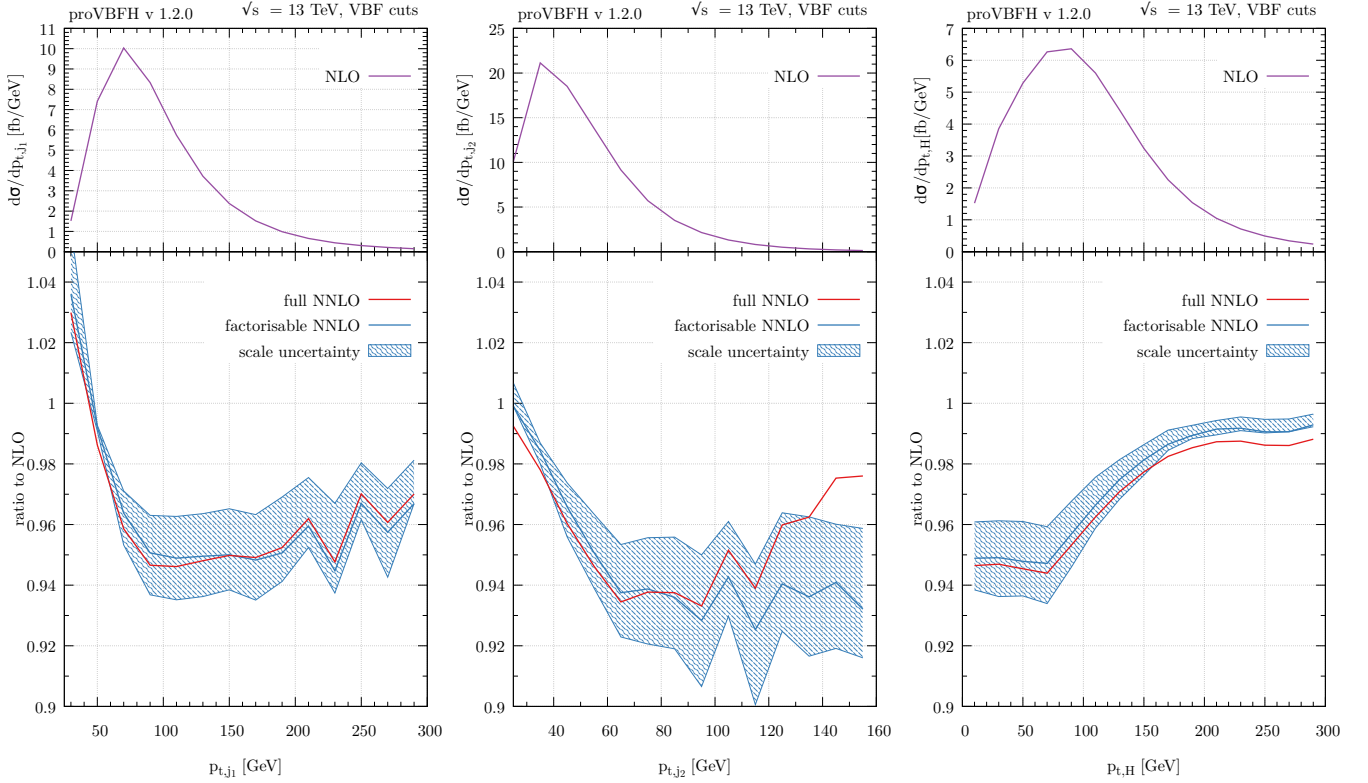 proVBFH v 1.2.0 √s = 13 TeV, VBF cuts
dσ/dp_{t,j_1} [fb/GeV]
11
10
9
8
7
6
5
4
3
2
1
0
NLO
ratio to NLO
1.04
1.02
1
0.98
0.96
0.94
0.92
0.9
full NNLO
factorisable NNLO
scale uncertainty
50 100 150 200 250 300
p_{t,j_1} [GeV]
proVBFH v 1.2.0 √s = 13 TeV, VBF cuts
dσ/dp_{t,j_2} [fb/GeV]
25
20
15
10
5
0
NLO
ratio to NLO
1.04
1.02
1
0.98
0.96
0.94
0.92
0.9
full NNLO
factorisable NNLO
scale uncertainty
40 60 80 100 120 140 160
p_{t,j_2} [GeV]
proVBFH v 1.2.0 √s = 13 TeV, VBF cuts
dσ/dp_{t,H}[fb/GeV]
7
6
5
4
3
2
1
0
NLO
ratio to NLO
1.04
1.02
1
0.98
0.96
0.94
0.92
0.9
full NNLO
factorisable NNLO
scale uncertainty
0 50 100 150 200 250 300
p_{t,H} [GeV]